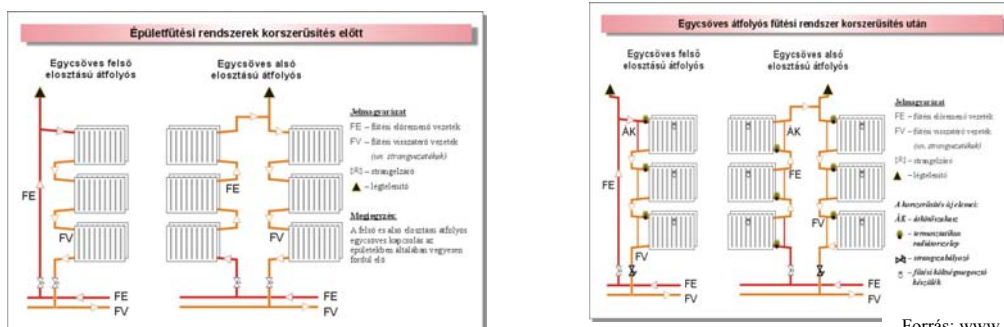 Épületfűtési rendszerek korszerűsítés előtt
Egycsöves felső
elosztású átfolyós
Egycsöves alsó
elosztású átfolyós
Jelmagyarázat
FE – fűtési előremenő vezeték
FV – fűtési visszatérő vezeték
(un. strangvezetékek)
– strangelzáró
– légtelenítő
Megjegyzés:
A felső és alsó elosztású átfolyós
egycsöves kapcsolás az
épületekben általában vegyesen
fordul elő
FE
FV
FE
FV
FE
FV
FE
FV
Egycsöves átfolyós fűtési rendszer korszerűsítés után
Egycsöves felső
elosztású átfolyós
Egycsöves alsó
elosztású átfolyós
Jelmagyarázat
FE – fűtési előremenő vezeték
FV – fűtési visszatérő vezeték
(un. strangvezetékek)
– strangelzáró
– légtelenítő
A korszerűsítés új elemei:
ÁK – átkötőszakasz
– termosztatikus
radiátorszelep
– strangszabályozó
– fűtési költségmegosztó
készülék
ÁK
FE
FV
ÁK
FE
FV
FE
FV
FE
FV
Forrás: www